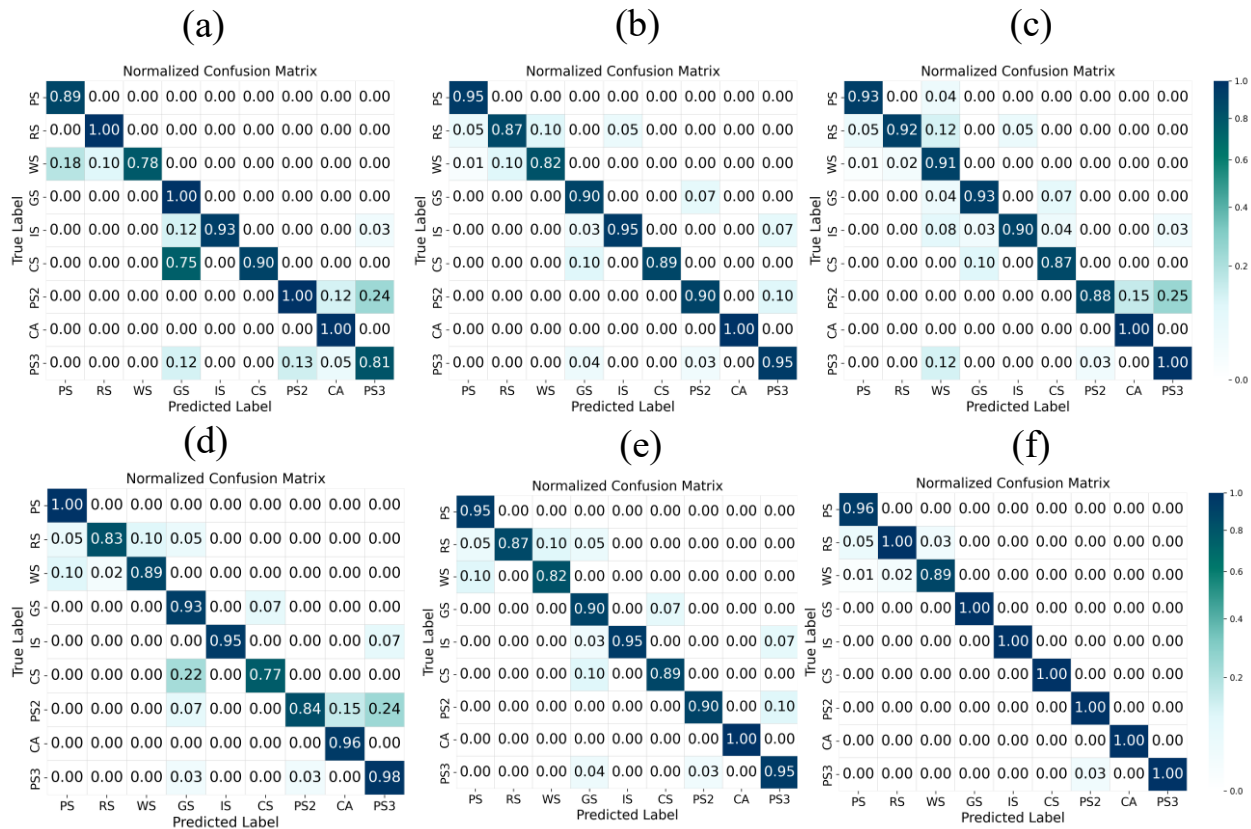 (a) (b) (c)
Normalized Confusion Matrix Normalized Confusion Matrix Normalized Confusion Matrix
PS 0.89 0.00 0.00 0.00 0.00 0.00 0.00 0.00 0.00 PS 0.95 0.00 0.00 0.00 0.00 0.00 0.00 0.00 0.00 PS 0.93 0.00 0.04 0.00 0.00 0.00 0.00 0.00 0.00 1.0
RS 0.00 1.00 0.00 0.00 0.00 0.00 0.00 0.00 0.00 RS 0.05 0.87 0.10 0.00 0.05 0.00 0.00 0.00 0.00 RS 0.05 0.92 0.12 0.00 0.05 0.00 0.00 0.00 0.00 0.8
WS 0.18 0.10 0.78 0.00 0.00 0.00 0.00 0.00 0.00 WS 0.01 0.10 0.82 0.00 0.00 0.00 0.00 0.00 0.00 WS 0.01 0.02 0.91 0.00 0.00 0.00 0.00 0.00 0.00 0.6
GS 0.00 0.00 0.00 1.00 0.00 0.00 0.00 0.00 0.00 GS 0.00 0.00 0.00 0.90 0.00 0.00 0.07 0.00 0.00 GS 0.00 0.00 0.04 0.93 0.00 0.07 0.00 0.00 0.00 0.4
True Label IS 0.00 0.00 0.00 0.12 0.93 0.00 0.00 0.00 0.03 True Label IS 0.00 0.00 0.00 0.03 0.95 0.00 0.00 0.00 0.07 True Label IS 0.00 0.00 0.08 0.03 0.90 0.04 0.00 0.00 0.03
CS 0.00 0.00 0.00 0.75 0.00 0.90 0.00 0.00 0.00 CS 0.00 0.00 0.00 0.10 0.00 0.89 0.00 0.00 0.00 CS 0.00 0.00 0.00 0.10 0.00 0.87 0.00 0.00 0.00 0.2
PS2 0.00 0.00 0.00 0.00 0.00 0.00 1.00 0.12 0.24 PS2 0.00 0.00 0.00 0.00 0.00 0.00 0.90 0.00 0.10 PS2 0.00 0.00 0.00 0.00 0.00 0.00 0.88 0.15 0.25
CA 0.00 0.00 0.00 0.00 0.00 0.00 0.00 1.00 0.00 CA 0.00 0.00 0.00 0.00 0.00 0.00 0.00 1.00 0.00 CA 0.00 0.00 0.00 0.00 0.00 0.00 0.00 1.00 0.00
PS3 0.00 0.00 0.00 0.12 0.00 0.00 0.13 0.05 0.81 PS3 0.00 0.00 0.00 0.04 0.00 0.00 0.03 0.00 0.95 PS3 0.00 0.00 0.12 0.00 0.00 0.00 0.03 0.00 1.00 0.0
PS RS WS GS IS CS PS2 CA PS3 PS RS WS GS IS CS PS2 CA PS3 PS RS WS GS IS CS PS2 CA PS3
Predicted Label Predicted Label Predicted Label
(d) (e) (f)
Normalized Confusion Matrix Normalized Confusion Matrix Normalized Confusion Matrix
PS 1.00 0.00 0.00 0.00 0.00 0.00 0.00 0.00 0.00 PS 0.95 0.00 0.00 0.00 0.00 0.00 0.00 0.00 0.00 PS 0.96 0.00 0.00 0.00 0.00 0.00 0.00 0.00 0.00 1.0
RS 0.05 0.83 0.10 0.05 0.00 0.00 0.00 0.00 0.00 RS 0.05 0.87 0.10 0.05 0.00 0.00 0.00 0.00 0.00 RS 0.05 1.00 0.03 0.00 0.00 0.00 0.00 0.00 0.00 0.8
WS 0.10 0.02 0.89 0.00 0.00 0.00 0.00 0.00 0.00 WS 0.10 0.00 0.82 0.00 0.00 0.00 0.00 0.00 0.00 WS 0.01 0.02 0.89 0.00 0.00 0.00 0.00 0.00 0.00 0.6
GS 0.00 0.00 0.00 0.93 0.00 0.07 0.00 0.00 0.00 GS 0.00 0.00 0.00 0.90 0.00 0.07 0.00 0.00 0.00 GS 0.00 0.00 0.00 1.00 0.00 0.00 0.00 0.00 0.00 0.4
True Label IS 0.00 0.00 0.00 0.00 0.95 0.00 0.00 0.00 0.07 True Label IS 0.00 0.00 0.00 0.03 0.95 0.00 0.00 0.00 0.07 True Label IS 0.00 0.00 0.00 0.00 1.00 0.00 0.00 0.00 0.00
CS 0.00 0.00 0.00 0.22 0.00 0.77 0.00 0.00 0.00 CS 0.00 0.00 0.00 0.10 0.00 0.89 0.00 0.00 0.00 CS 0.00 0.00 0.00 0.00 0.00 1.00 0.00 0.00 0.00 0.2
PS2 0.00 0.00 0.00 0.07 0.00 0.00 0.84 0.15 0.24 PS2 0.00 0.00 0.00 0.00 0.00 0.00 0.90 0.00 0.10 PS2 0.00 0.00 0.00 0.00 0.00 0.00 1.00 0.00 0.00
CA 0.00 0.00 0.00 0.00 0.00 0.00 0.00 0.96 0.00 CA 0.00 0.00 0.00 0.00 0.00 0.00 0.00 1.00 0.00 CA 0.00 0.00 0.00 0.00 0.00 0.00 0.00 1.00 0.00
PS3 0.00 0.00 0.00 0.03 0.00 0.00 0.03 0.00 0.98 PS3 0.00 0.00 0.00 0.04 0.00 0.00 0.03 0.00 0.95 PS3 0.00 0.00 0.00 0.00 0.00 0.00 0.03 0.00 1.00 0.0
PS RS WS GS IS CS PS2 CA PS3 PS RS WS GS IS CS PS2 CA PS3 PS RS WS GS IS CS PS2 CA PS3
Predicted Label Predicted Label Predicted Label